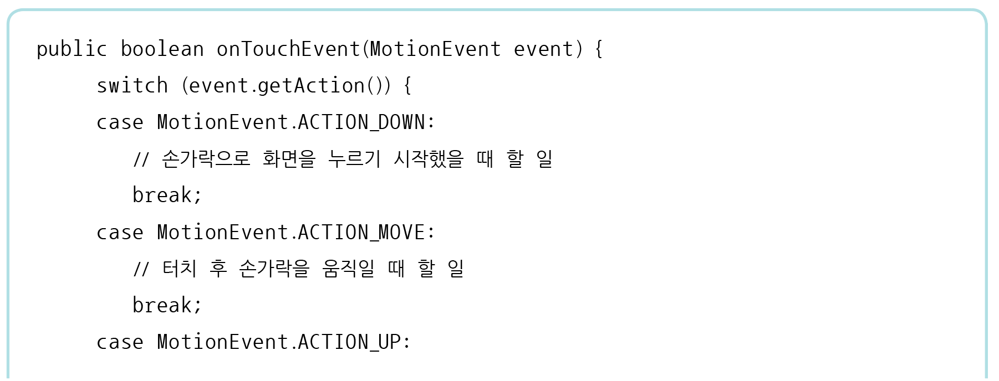 public boolean onTouchEvent(MotionEvent event) {
switch (event.getAction()) {
case MotionEvent.ACTION_DOWN:
// 손가락으로 화면을 누르기 시작했을 때 할 일
break;
case MotionEvent.ACTION_MOVE:
// 터치 후 손가락을 움직일 때 할 일
break;
case MotionEvent.ACTION_UP: